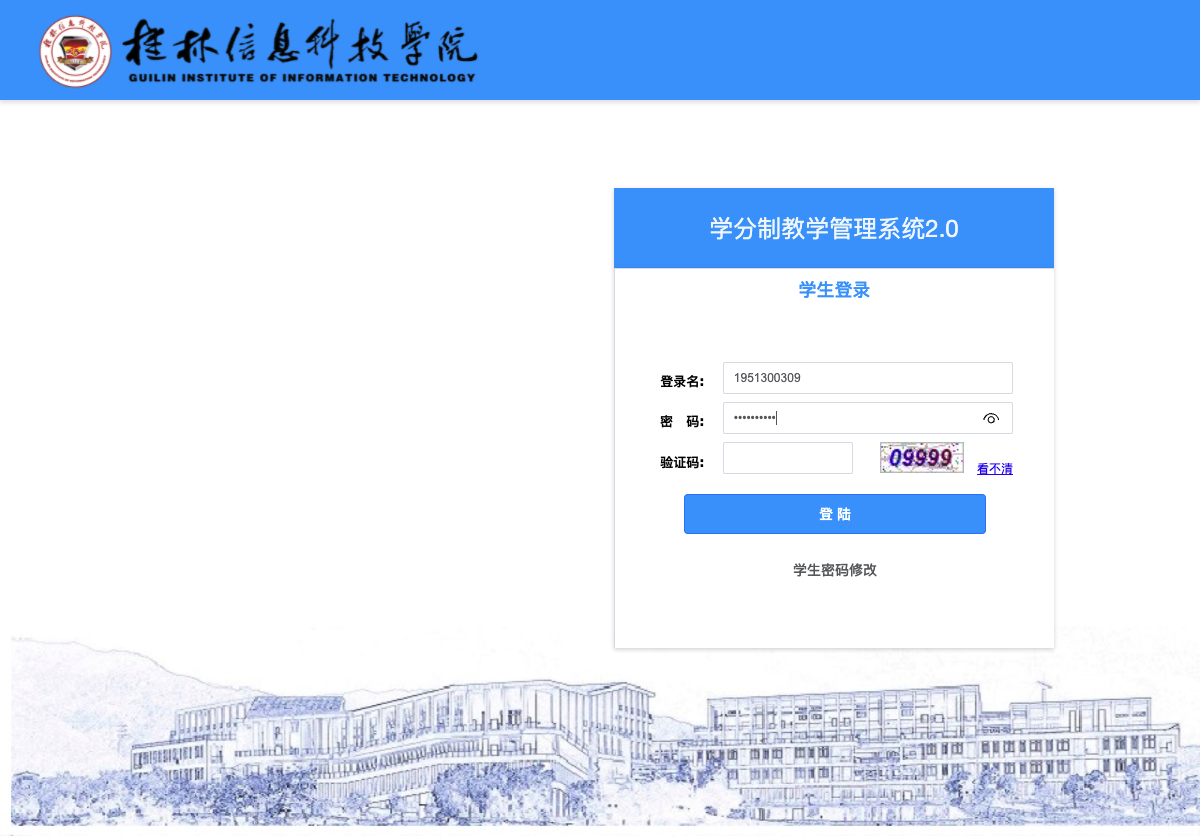 桂林信息科技學院
GUILIN INSTITUTE OF INFORMATION TECHNOLOGY
学分制教学管理系统2.0
学生登录
登录名: 1951300309
密 码: ••••••••••
验证码: 09999 看不清
登 陆
学生密码修改